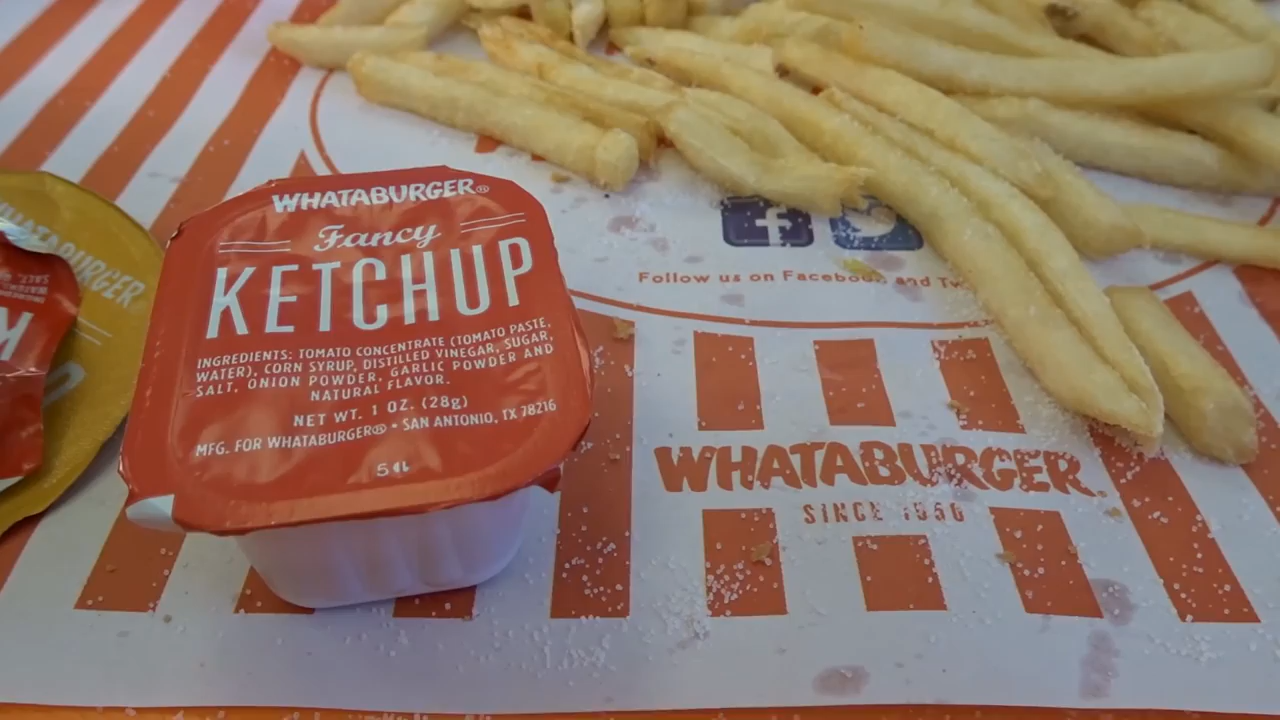 WHATABURGER®
Fancy
KETCHUP
INGREDIENTS: TOMATO CONCENTRATE (TOMATO PASTE,
WATER), CORN SYRUP, DISTILLED VINEGAR, SUGAR,
SALT, ONION POWDER, GARLIC POWDER AND
NATURAL FLAVOR.
NET WT. 1 OZ. (28g)
MFG. FOR WHATABURGER® • SAN ANTONIO, TX 78216
WHATABURGER
f
Follow us on Facebook and
WHATABURGER
SINCE 1950